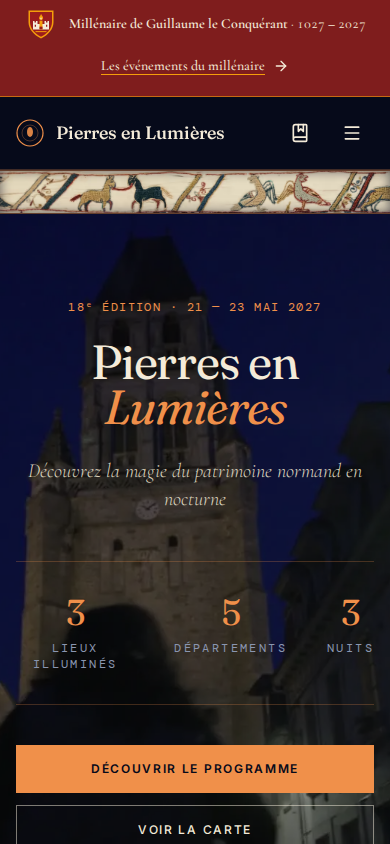 Millénaire de Guillaume le Conquérant · 1027 – 2027
Les événements du millénaire →
Pierres en Lumières
18ᵉ ÉDITION · 21 — 23 MAI 2027
Pierres en
Lumières
Découvrez la magie du patrimoine normand en
nocturne
3 5 3
LIEUX DÉPARTEMENTS NUITS
ILLUMINÉS
DÉCOUVRIR LE PROGRAMME
VOIR LA CARTE